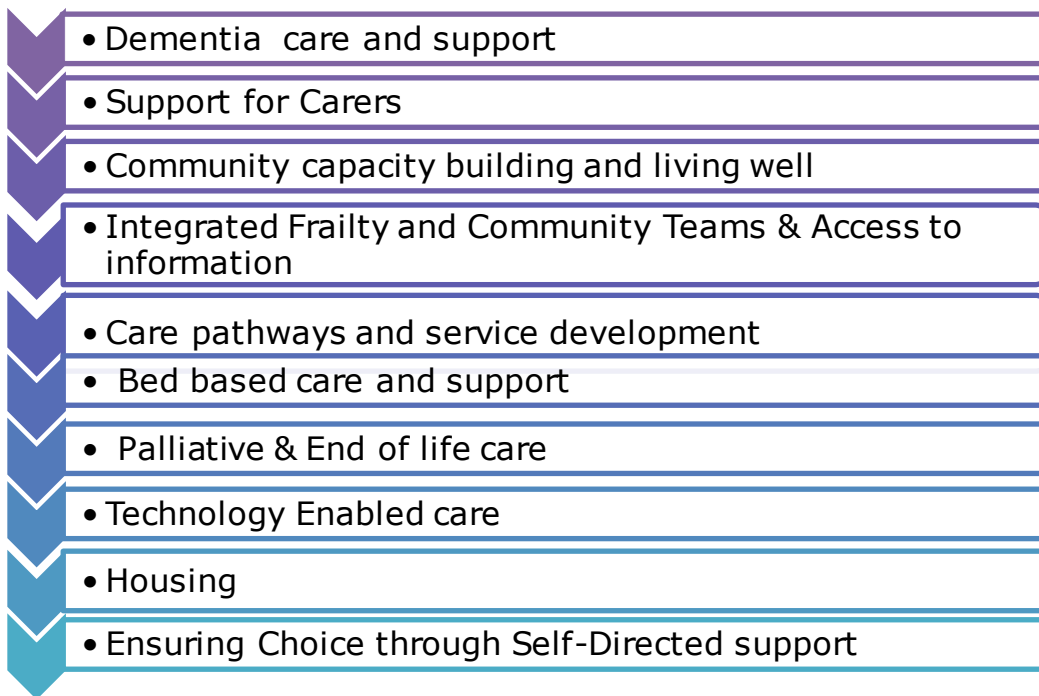 • Dementia care and support
• Support for Carers
• Community capacity building and living well
• Integrated Frailty and Community Teams & Access to
information
• Care pathways and service development
• Bed based care and support
• Palliative & End of life care
• Technology Enabled care
• Housing
• Ensuring Choice through Self-Directed support